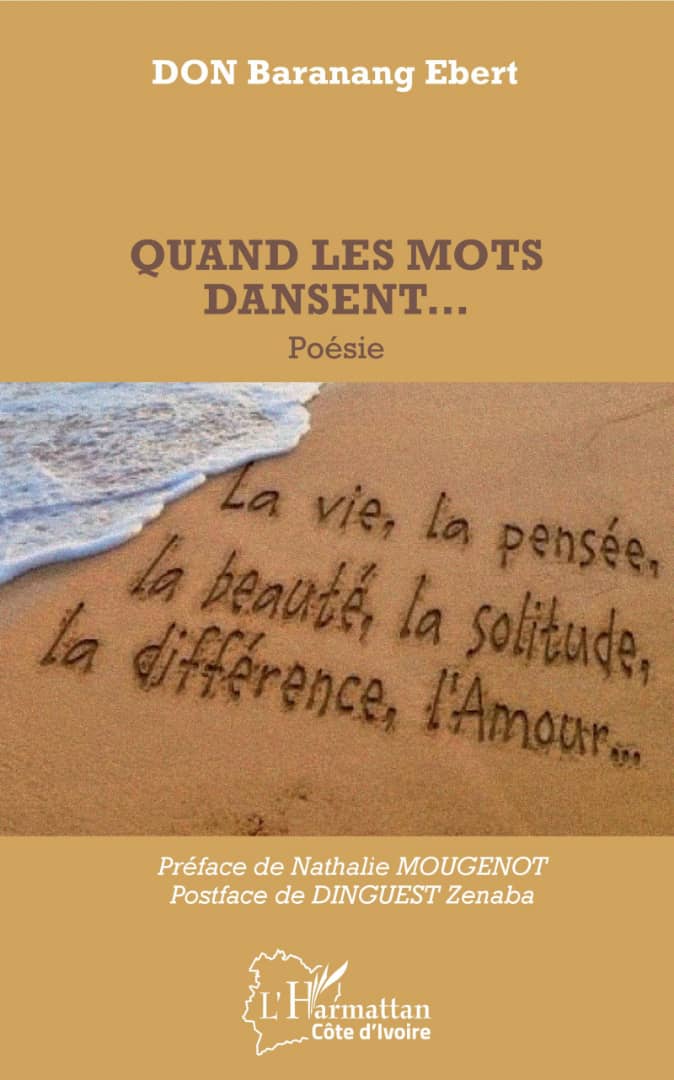 DON Baranang Ebert
QUAND LES MOTS
DANSENT...
Poésie
La vie, la pensée,
la beauté, la solitude,
la différence, l'Amour...
Préface de Nathalie MOUGENOT
Postface de DINGUEST Zenaba
L'Harmattan
Côte d'Ivoire